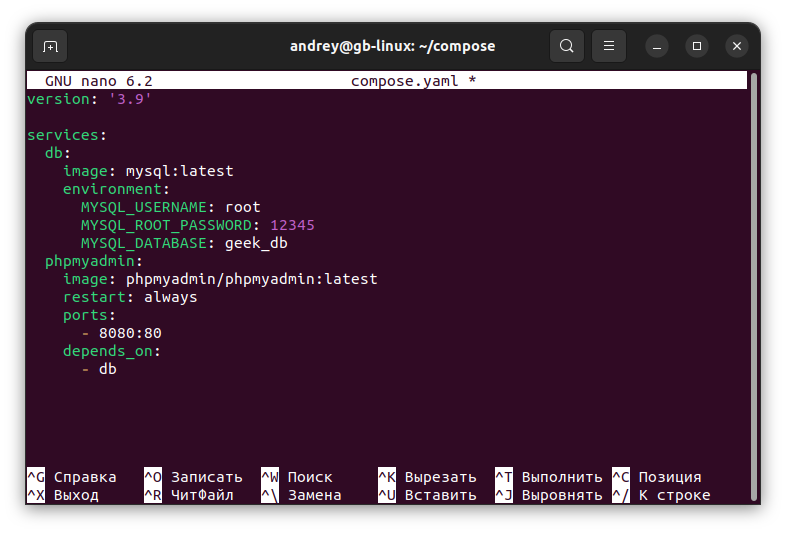 andrey@gb-linux: ~/compose
GNU nano 6.2 compose.yaml *
version: '3.9'
services:
  db:
    image: mysql:latest
    environment:
      MYSQL_USERNAME: root
      MYSQL_ROOT_PASSWORD: 12345
      MYSQL_DATABASE: geek_db
  phpmyadmin:
    image: phpmyadmin/phpmyadmin:latest
    restart: always
    ports:
      - 8080:80
    depends_on:
      - db
^G Справка ^O Записать ^W Поиск ^K Вырезать ^T Выполнить ^C Позиция
^X Выход ^R ЧитФайл ^\ Замена ^U Вставить ^J Выровнять ^/ К строке